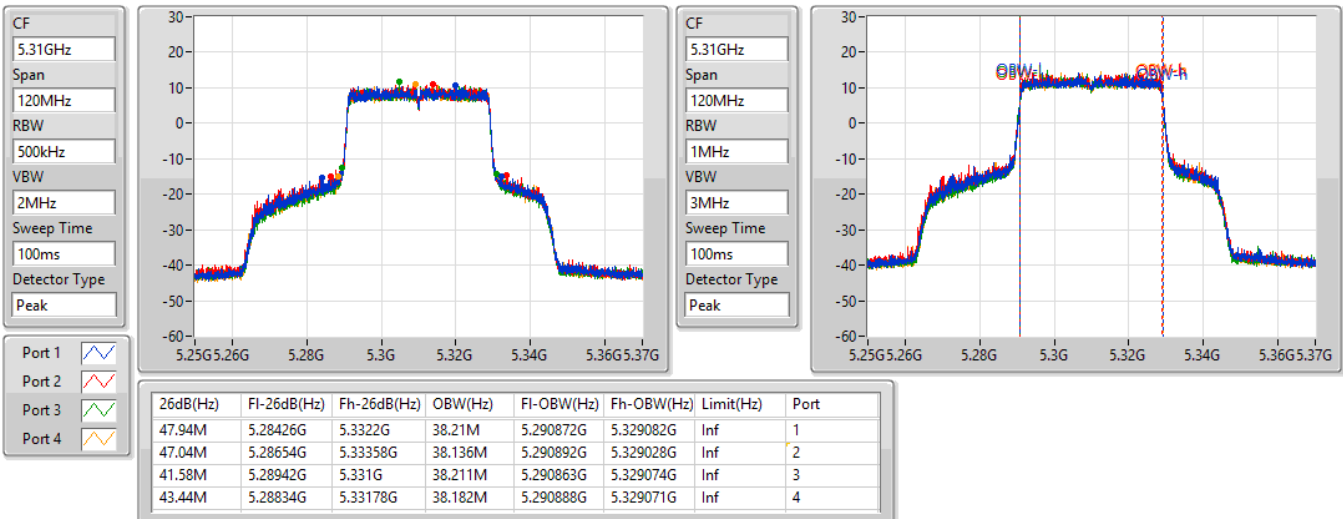 CF
5.31GHz
Span
120MHz
RBW
500kHz
VBW
2MHz
Sweep Time
100ms
Detector Type
Peak
30
20
10
0
-10
-20
-30
-40
-50
-60
5.25G 5.26G 5.28G 5.3G 5.32G 5.34G 5.36G 5.37G
CF
5.31GHz
Span
120MHz
RBW
1MHz
VBW
3MHz
Sweep Time
100ms
Detector Type
Peak
30
20
10
0
-10
-20
-30
-40
-50
-60
OBW-l OBW-h
5.25G 5.26G 5.28G 5.3G 5.32G 5.34G 5.36G 5.37G
Port 1
Port 2
Port 3
Port 4
26dB(Hz) Fl-26dB(Hz) Fh-26dB(Hz) OBW(Hz) Fl-OBW(Hz) Fh-OBW(Hz) Limit(Hz) Port
47.94M 5.28426G 5.3322G 38.21M 5.290872G 5.329082G Inf 1
47.04M 5.28654G 5.33358G 38.136M 5.290892G 5.329028G Inf 2
41.58M 5.28942G 5.331G 38.211M 5.290863G 5.329074G Inf 3
43.44M 5.28834G 5.33178G 38.182M 5.290888G 5.329071G Inf 4